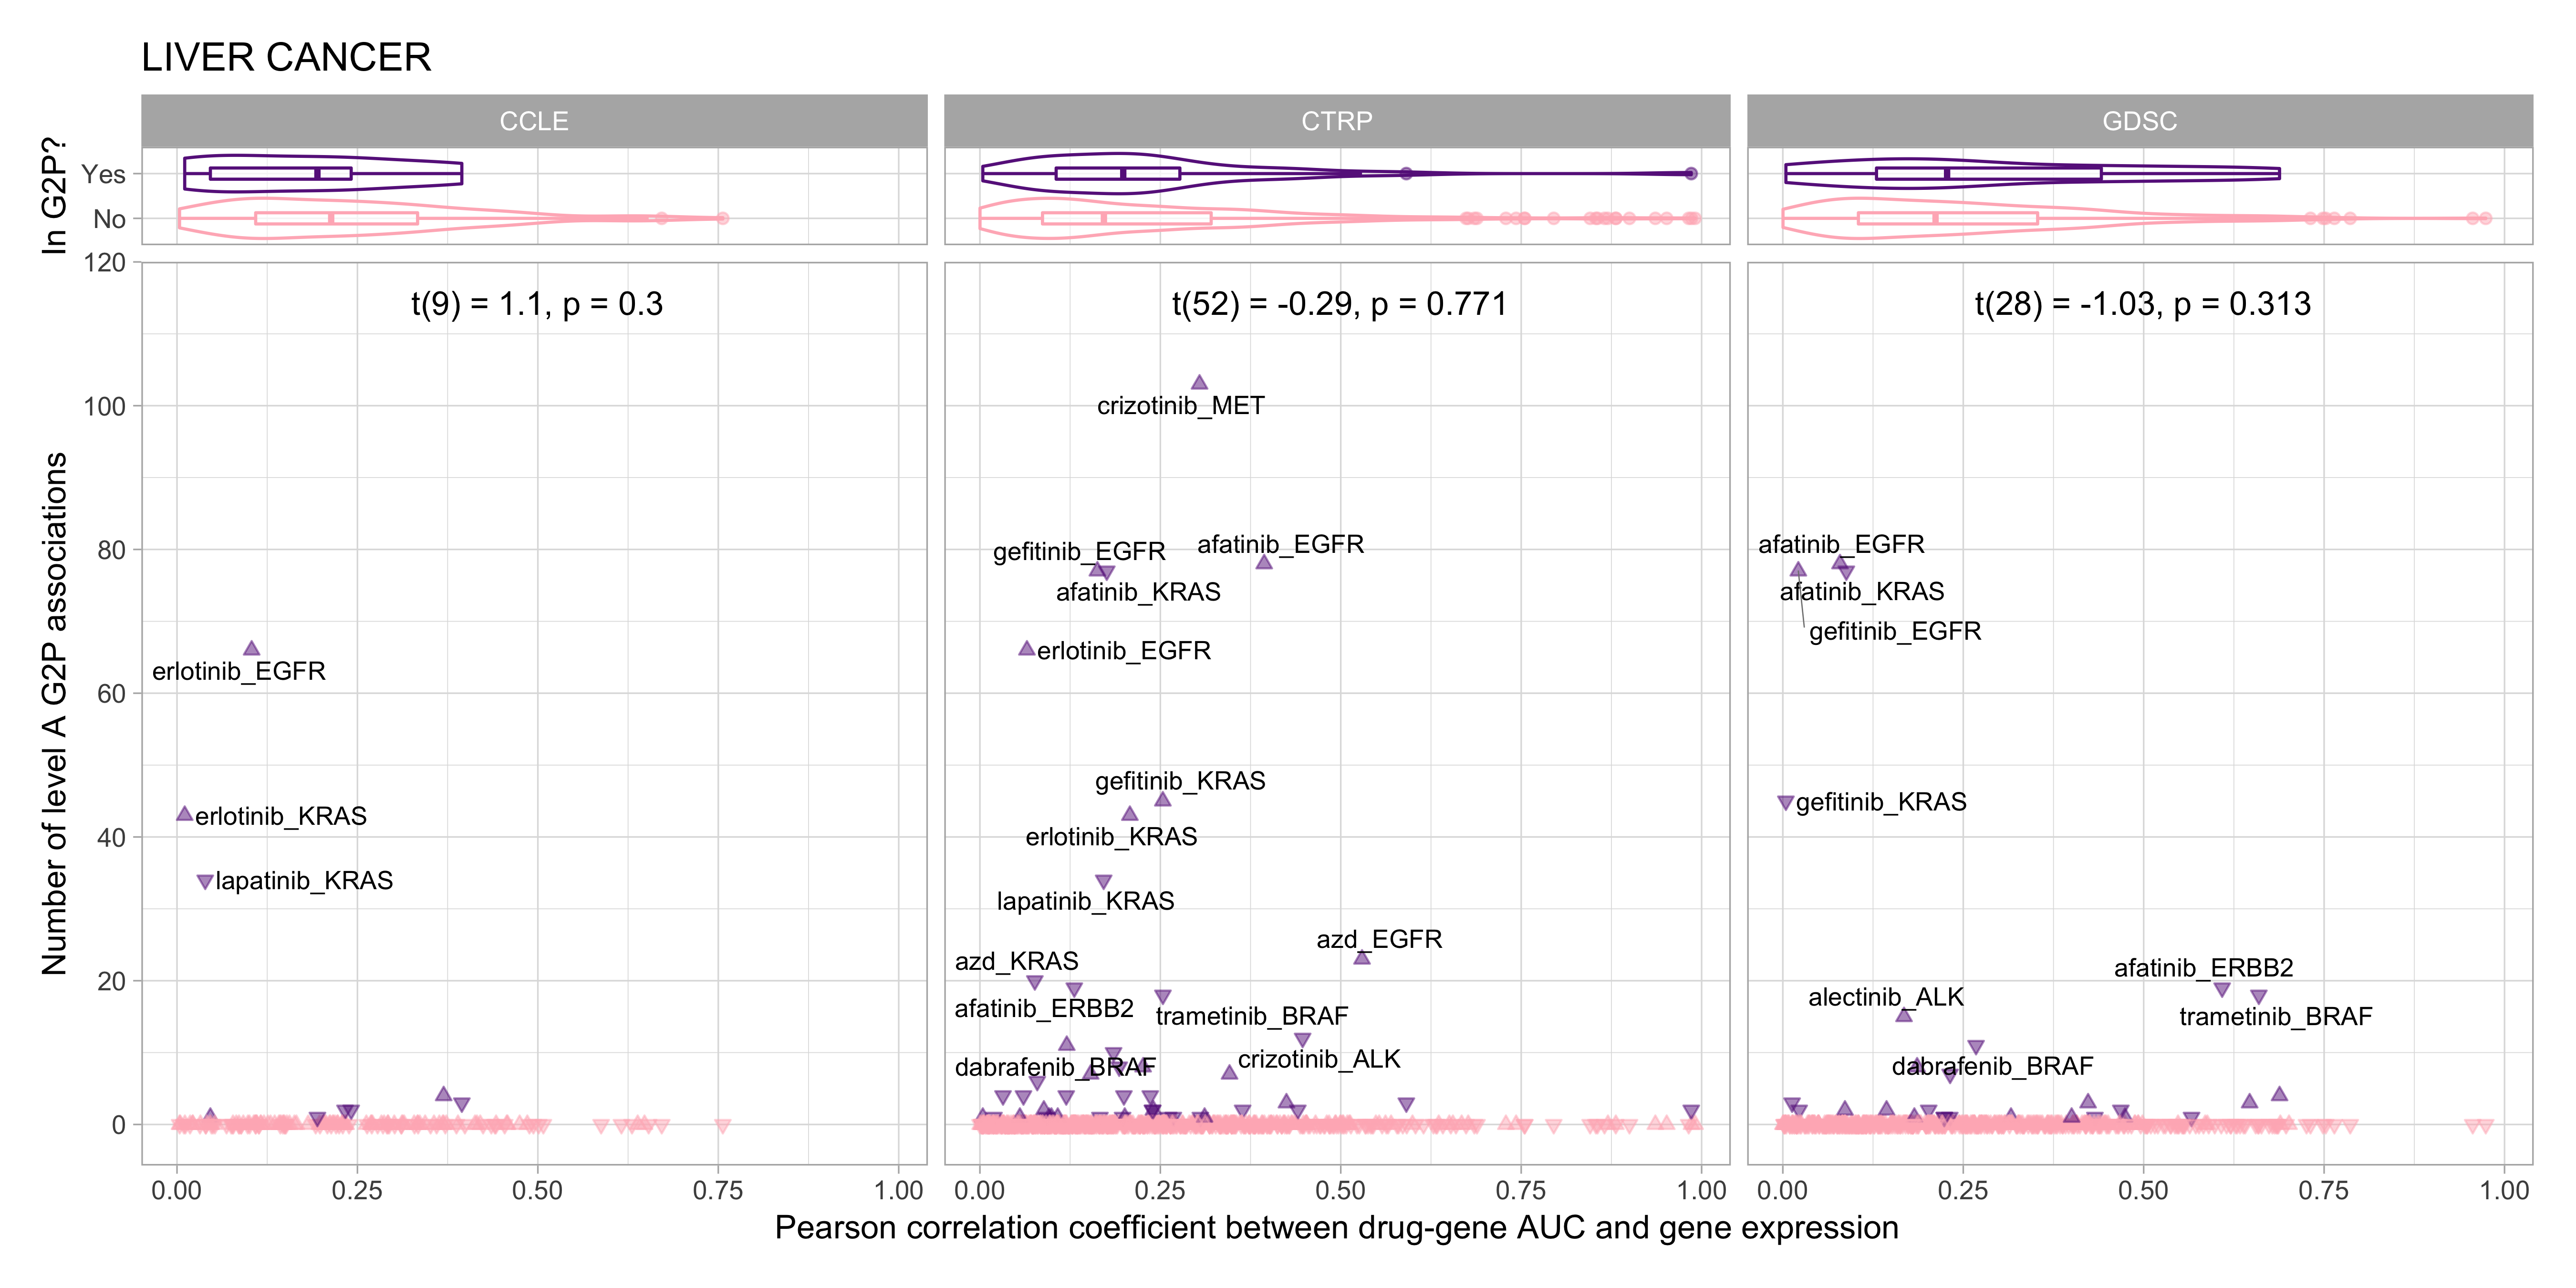 LIVER CANCER
CCLE
CTRP
GDSC
In G2P?
Yes
No
Number of level A G2P associations
120
100
80
60
40
20
0
t(9) = 1.1, p = 0.3
erlotinib_EGFR
erlotinib_KRAS
lapatinib_KRAS
t(52) = -0.29, p = 0.771
crizotinib_MET
gefitinib_EGFR
afatinib_EGFR
afatinib_KRAS
erlotinib_EGFR
gefitinib_KRAS
erlotinib_KRAS
lapatinib_KRAS
azd_EGFR
azd_KRAS
afatinib_ERBB2
trametinib_BRAF
dabrafenib_BRAF
crizotinib_ALK
t(28) = -1.03, p = 0.313
afatinib_EGFR
afatinib_KRAS
gefitinib_EGFR
gefitinib_KRAS
afatinib_ERBB2
alectinib_ALK
trametinib_BRAF
dabrafenib_BRAF
0.00 0.25 0.50 0.75 1.00
0.00 0.25 0.50 0.75 1.00
0.00 0.25 0.50 0.75 1.00
Pearson correlation coefficient between drug-gene AUC and gene expression